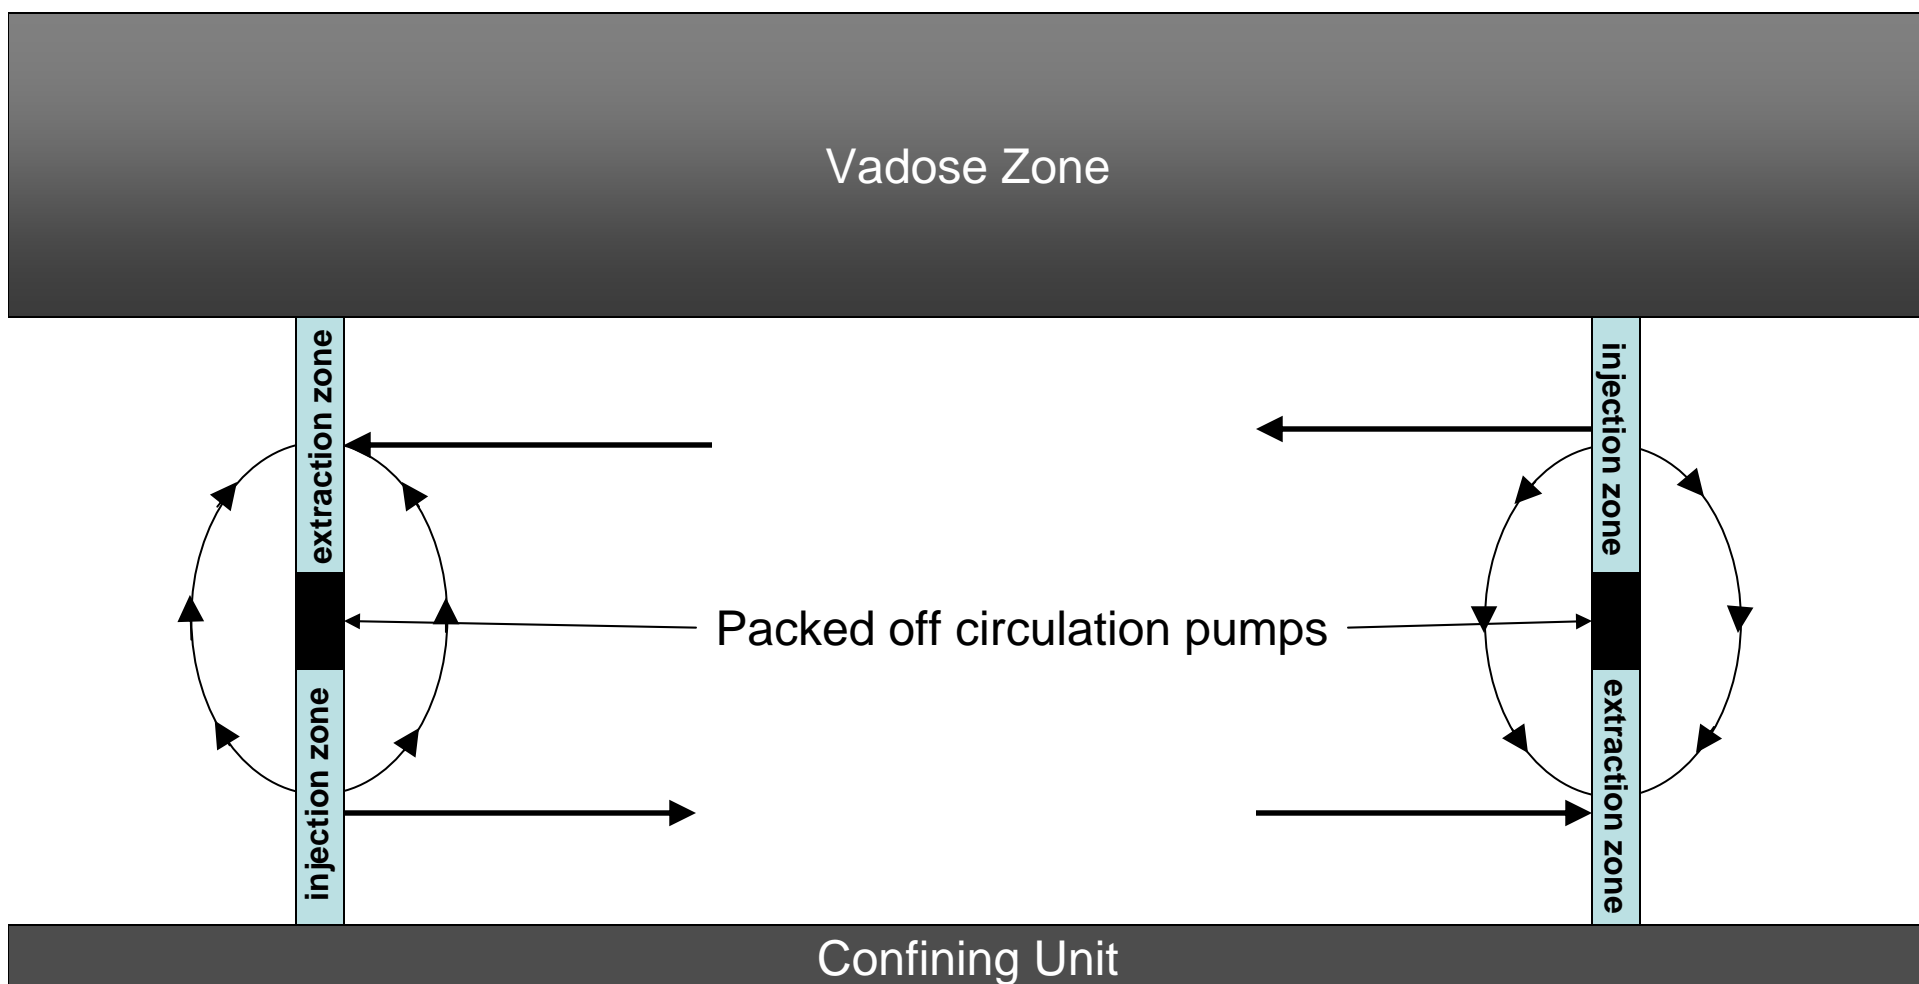 Vadose Zone
extraction zone
injection zone
Packed off circulation pumps
injection zone
extraction zone
Confining Unit